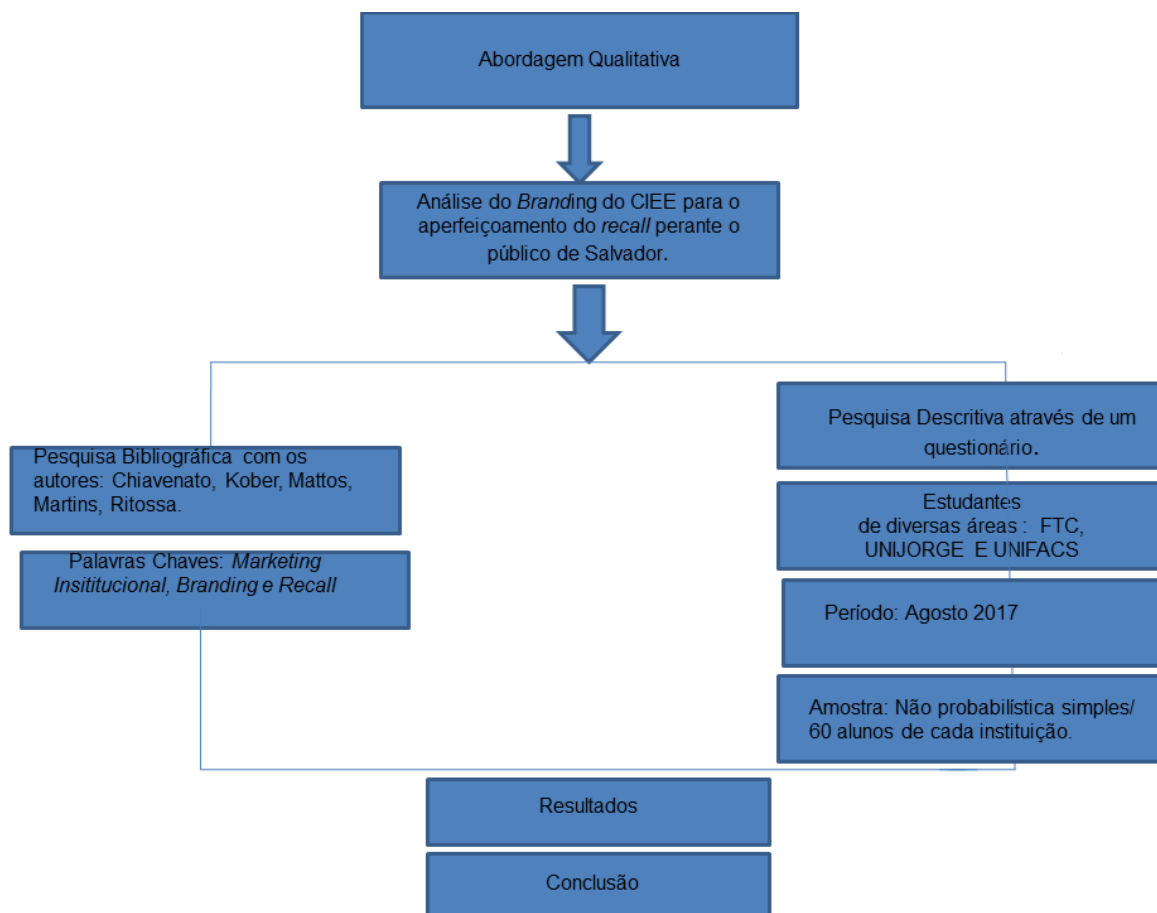 Abordagem Qualitativa
Análise do Branding do CIEE para o
aperfeiçoamento do recall perante o
público de Salvador.
Pesquisa Bibliográfica com os
autores: Chiavenato, Kober, Mattos,
Martins, Ritossa.
Palavras Chaves: Marketing
Insititucional, Branding e Recall
Pesquisa Descritiva através de um
questionário.
Estudantes
de diversas áreas : FTC,
UNIJORGE E UNIFACS
Período: Agosto 2017
Amostra: Não probabilística simples/
60 alunos de cada instituição.
Resultados
Conclusão